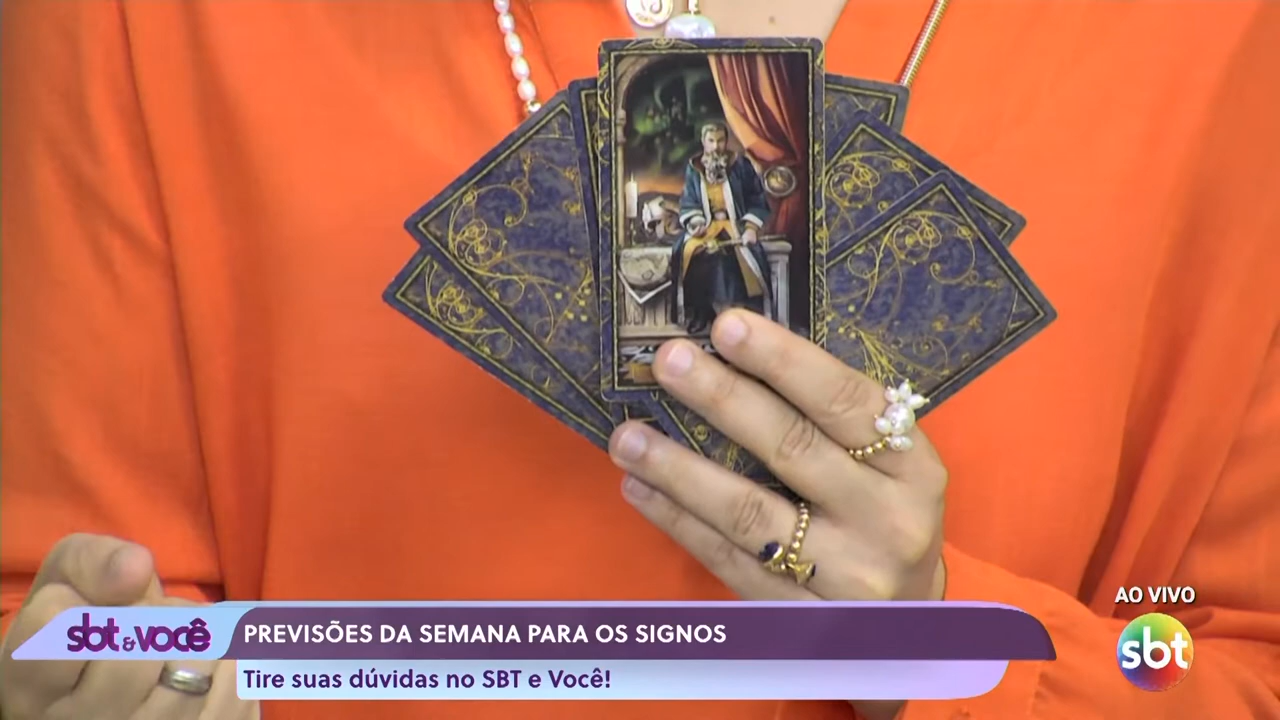 sbt&você
PREVISÕES DA SEMANA PARA OS SIGNOS
Tire suas dúvidas no SBT e Você!
AO VIVO
sbt